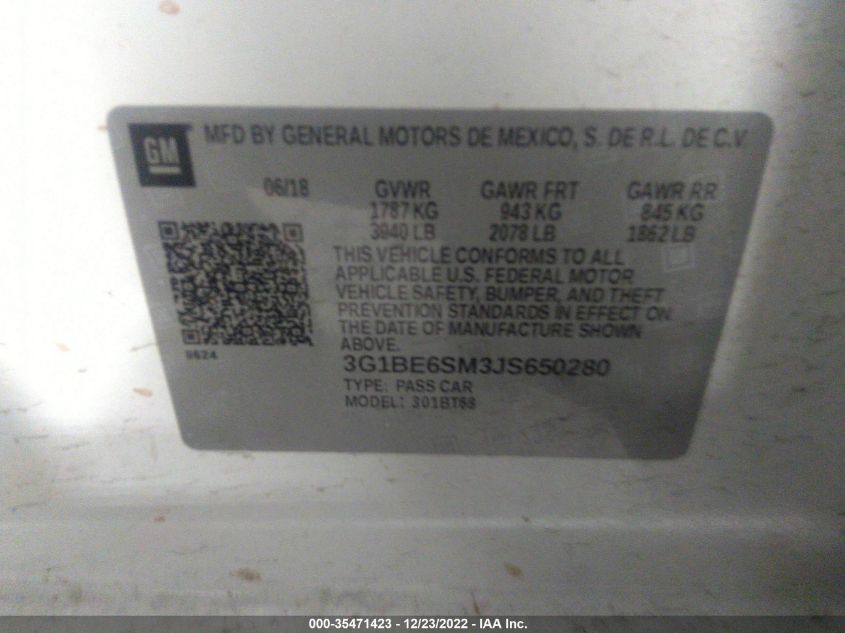 GM
MFD BY GENERAL MOTORS DE MEXICO, S. DE R.L. DE C.V.
06/18 GVWR GAWR FRT GAWR RR
1787 KG 943 KG 845 KG
3940 LB 2078 LB 1862 LB
THIS VEHICLE CONFORMS TO ALL
APPLICABLE U.S. FEDERAL MOTOR
VEHICLE SAFETY, BUMPER, AND THEFT
PREVENTION STANDARDS IN EFFECT ON
THE DATE OF MANUFACTURE SHOWN
ABOVE.
9624
3G1BE6SM3JS650280
TYPE: PASS CAR
MODEL: 301BT68
000-35471423 - 12/23/2022 - IAA Inc.